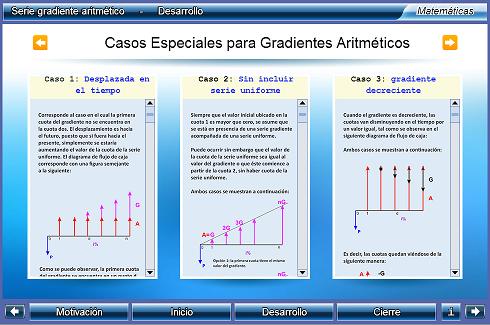 Serie gradiente aritmético - Desarrollo
Matemáticas
Casos Especiales para Gradientes Aritméticos
Caso 1: Desplazada en
el tiempo
Corresponde al caso en el cual la primera
cuota del gradiente no se encuentra en
la cuota dos. El desplazamiento es hacia
el futuro, puesto que si fuera hacia el
presente, simplemente se estaría
aumentando el valor de la cuota de la serie
uniforme. El diagrama de flujo de caja
corresponde con una figura semejante
a la siguiente:
G
A
0 1 n
i%
P
Como se puede observar, la primera cuota
Caso 2: Sin incluir
serie uniforme
Siempre que el valor inicial ubicado en la
cuota 1 es mayor que cero, se asume que
se está en presencia de una serie gradiente
acompañada de una serie uniforme.
Puede ocurrir sin embargo que el valor de
la cuota de la serie uniforme sea igual al
valor del gradiente o que éste comience a
partir de la cuota 2, sin haber cuota de la
serie uniforme.
Ambos casos se muestran a continuación:
nG
3G
2G
A=G
0 1 n
i%
P
Opción 1: la primera cuota tiene el mismo
valor del gradiente.
nG
Caso 3: gradiente
decreciente
Cuando el gradiente es decreciente, las
cuotas van disminuyendo en el tiempo por
un valor igual, tal como se observa en el
siguiente diagrama de flujo de caja:
Ambos casos se muestran a continuación:
G
A
0 1 n
i%
P
Es decir, las cuotas quedan viéndose de la
siguiente manera:
A -G
Motivación
Inicio
Desarrollo
Cierre
i